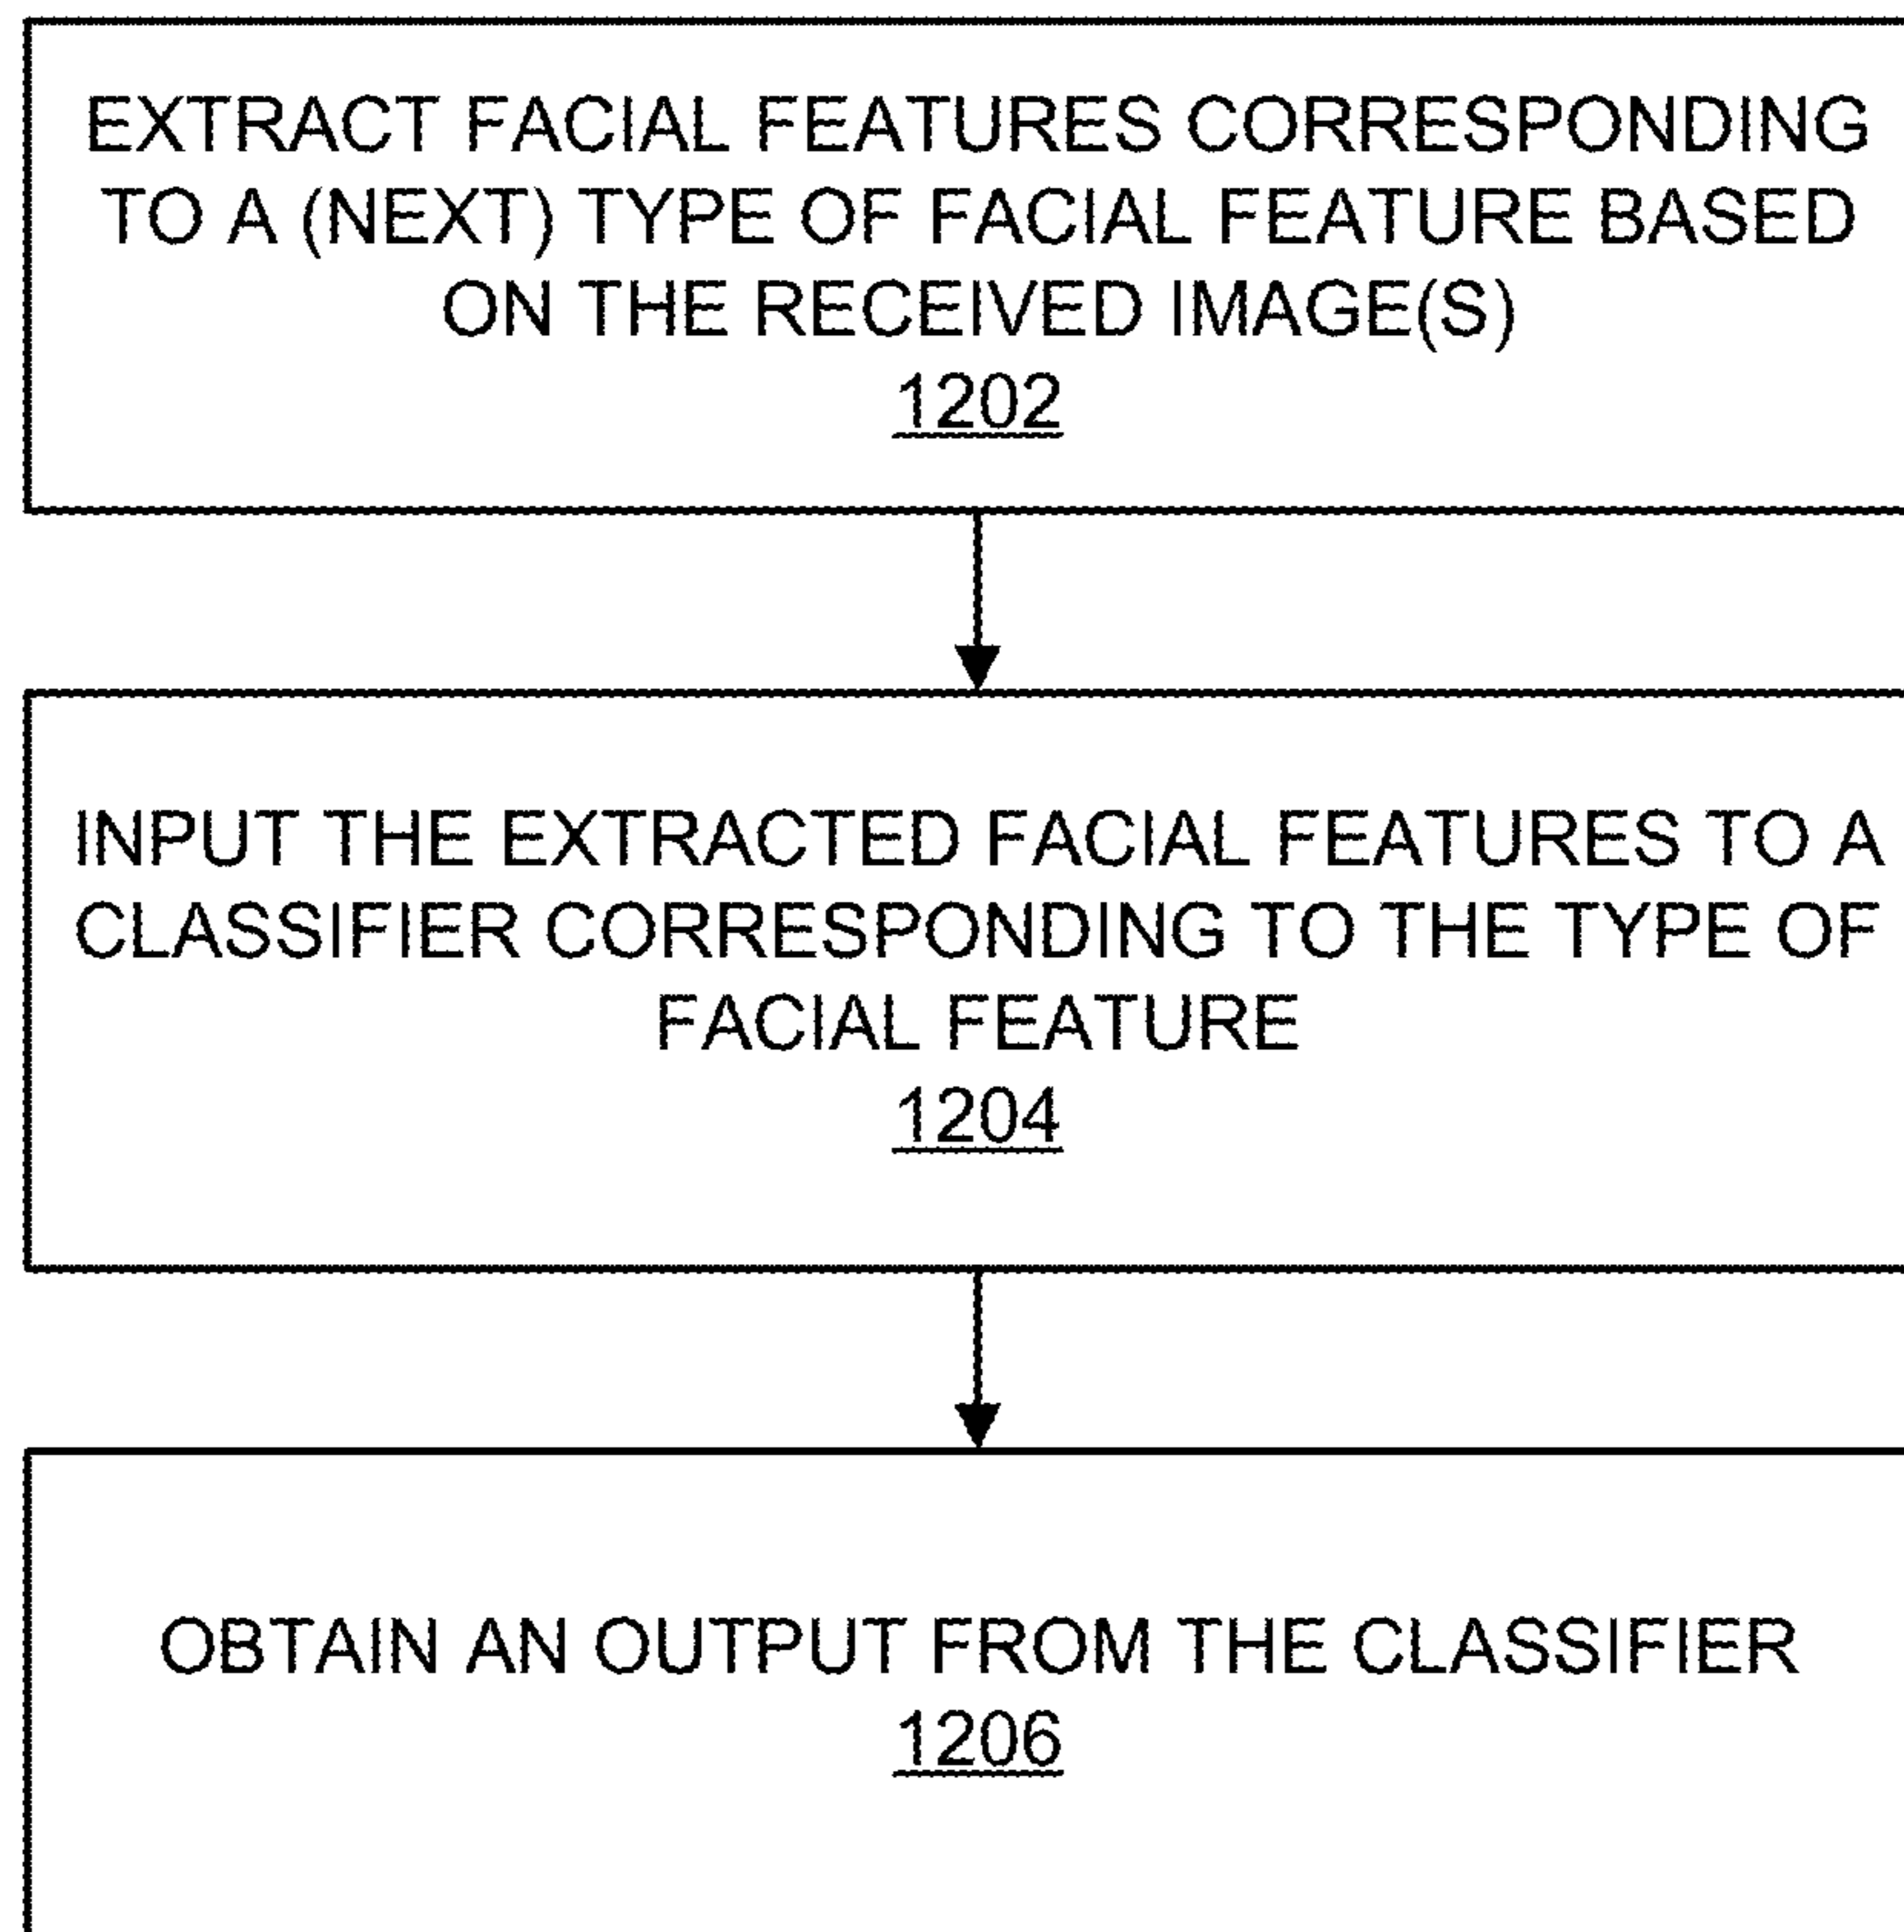 EXTRACT FACIAL FEATURES CORRESPONDING
TO A (NEXT) TYPE OF FACIAL FEATURE BASED
ON THE RECEIVED IMAGE(S)
1202
INPUT THE EXTRACTED FACIAL FEATURES TO A
CLASSIFIER CORRESPONDING TO THE TYPE OF
FACIAL FEATURE
1204
OBTAIN AN OUTPUT FROM THE CLASSIFIER
1206